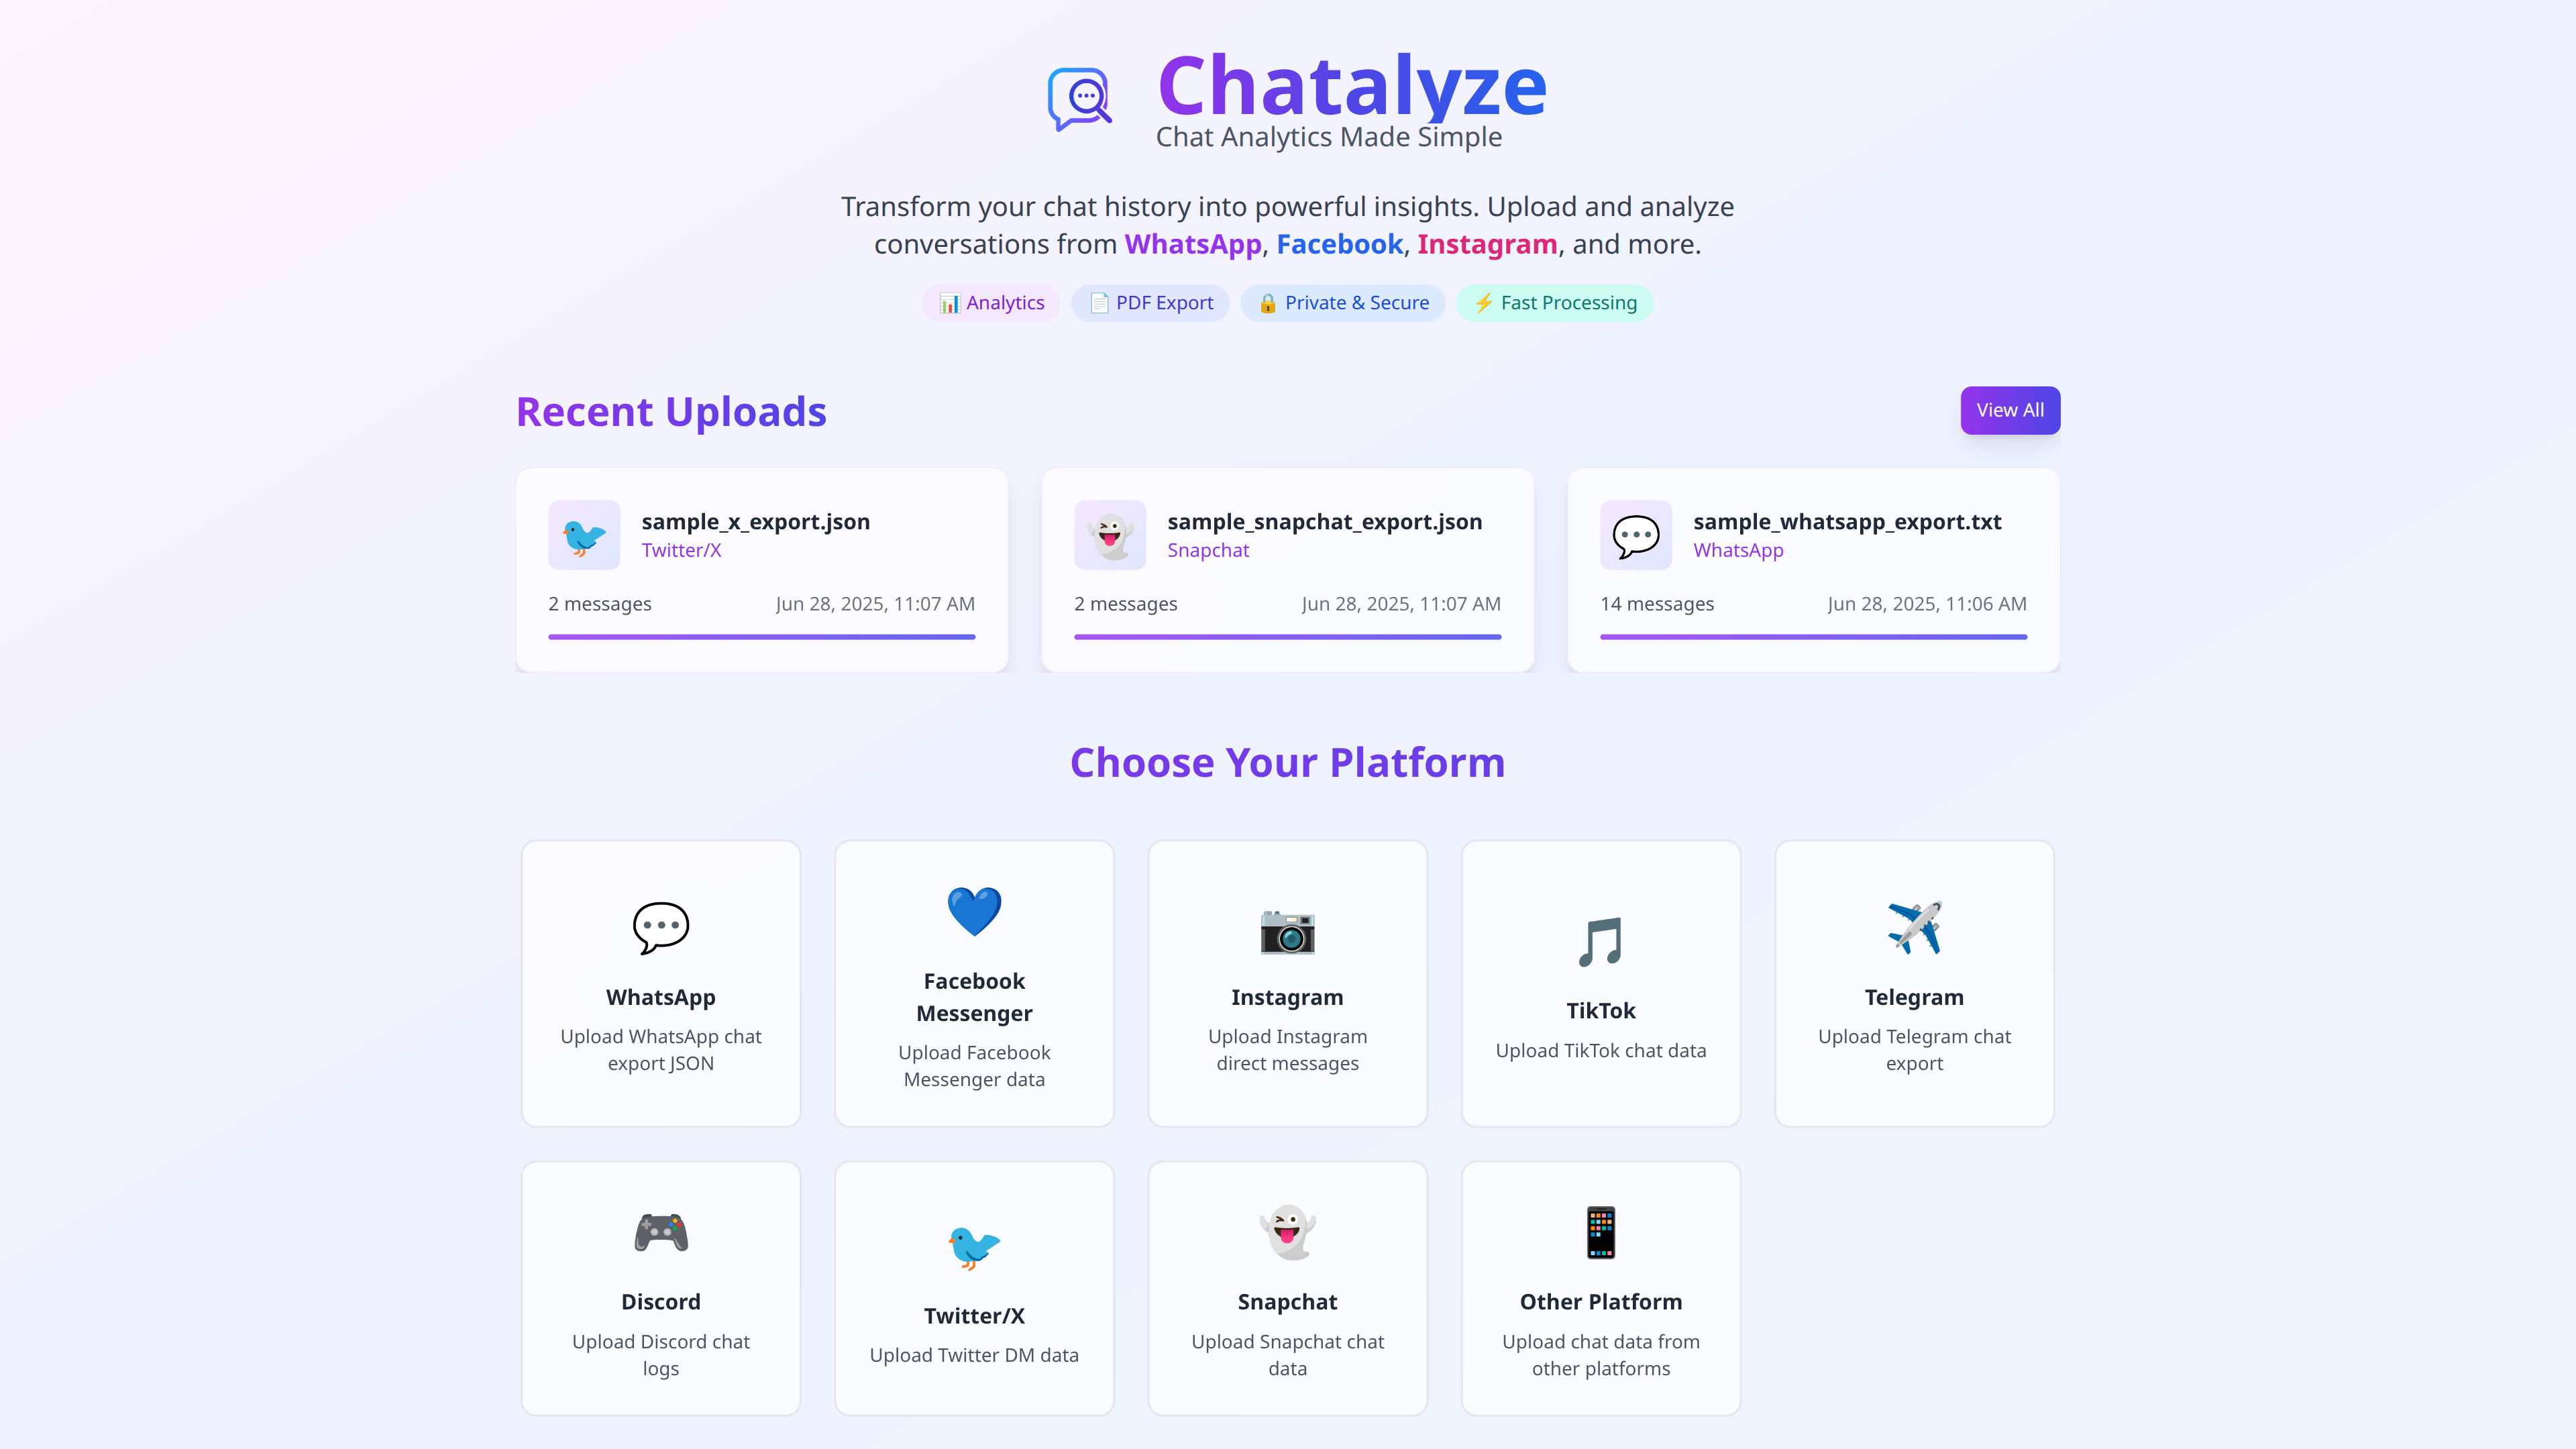 Chatalyze
Chat Analytics Made Simple
Transform your chat history into powerful insights. Upload and analyze
conversations from WhatsApp, Facebook, Instagram, and more.
📊 Analytics
📄 PDF Export
🔒 Private & Secure
⚡ Fast Processing
Recent Uploads
View All
sample_x_export.json
Twitter/X
2 messages
Jun 28, 2025, 11:07 AM
sample_snapchat_export.json
Snapchat
2 messages
Jun 28, 2025, 11:07 AM
sample_whatsapp_export.txt
WhatsApp
14 messages
Jun 28, 2025, 11:06 AM
Choose Your Platform
WhatsApp
Upload WhatsApp chat
export JSON
Facebook
Messenger
Upload Facebook
Messenger data
Instagram
Upload Instagram
direct messages
TikTok
Upload TikTok chat data
Telegram
Upload Telegram chat
export
Discord
Upload Discord chat
logs
Twitter/X
Upload Twitter DM data
Snapchat
Upload Snapchat chat
data
Other Platform
Upload chat data from
other platforms